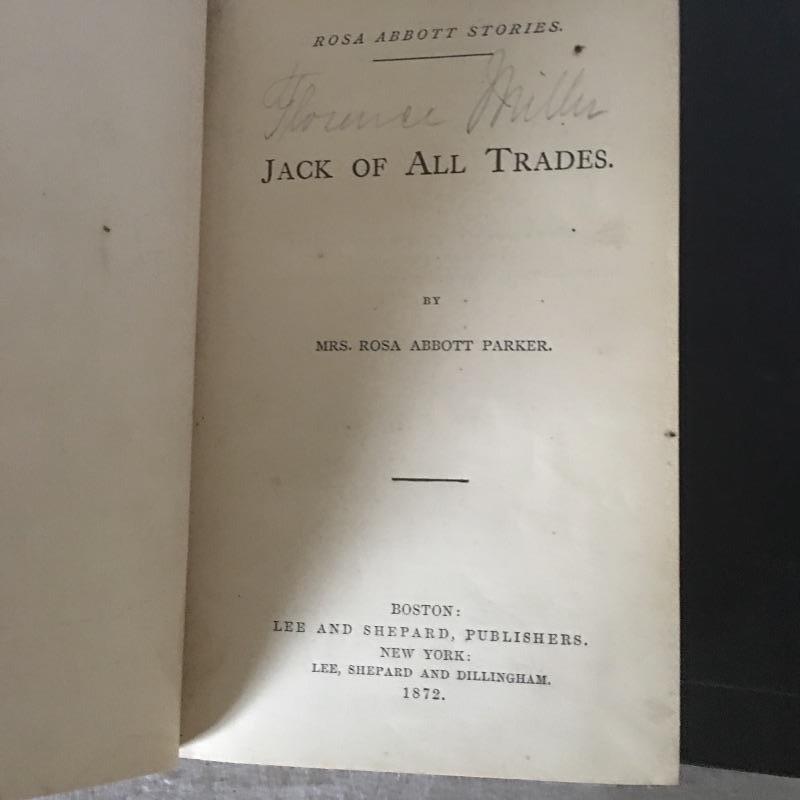 ROSA ABBOTT STORIES.
Florence Miller
JACK OF ALL TRADES.
BY
MRS. ROSA ABBOTT PARKER.
BOSTON:
LEE AND SHEPARD, PUBLISHERS.
NEW YORK:
LEE, SHEPARD AND DILLINGHAM.
1872.